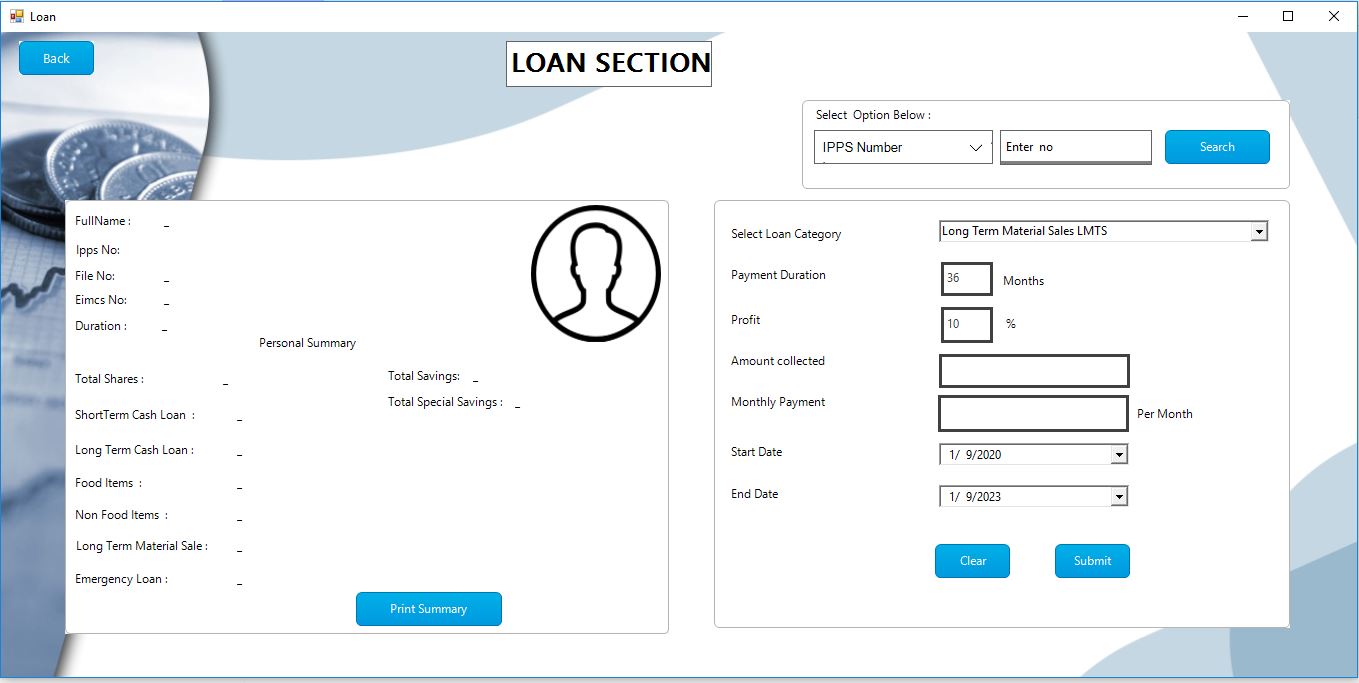 Loan
Back
LOAN SECTION
Select Option Below :
IPPS Number
Enter no
Search
FullName : _
Ipps No:
File No: _
Eimcs No: _
Duration : _
Personal Summary
Total Shares : _
Total Savings: _
Total Special Savings : _
ShortTerm Cash Loan : _
Long Term Cash Loan : _
Food Items : _
Non Food Items : _
Long Term Material Sale : _
Emergency Loan : _
Print Summary
Select Loan Category Long Term Material Sales LMTS
Payment Duration 36 Months
Profit 10 %
Amount collected
Monthly Payment Per Month
Start Date 1/ 9/2020
End Date 1/ 9/2023
Clear Submit